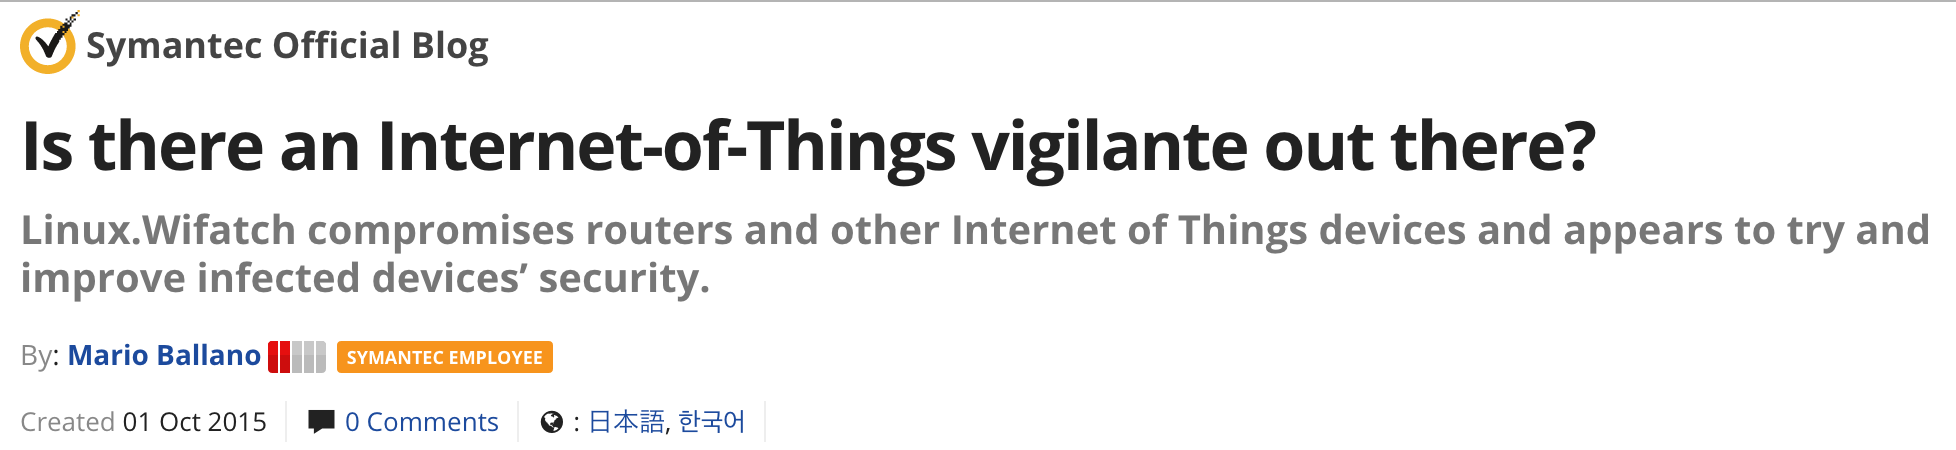 Symantec Official Blog
Is there an Internet-of-Things vigilante out there?
Linux.Wifatch compromises routers and other Internet of Things devices and appears to try and
improve infected devices’ security.
By: Mario Ballano SYMANTEC EMPLOYEE
Created 01 Oct 2015 0 Comments : 日本語, 한국어